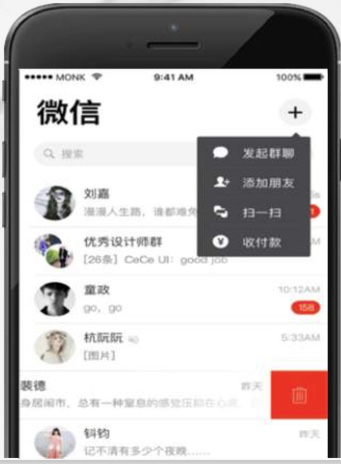 MONK 9:41 AM 100%
微信
+
搜索
发起群聊
添加朋友
扫一扫
收付款
刘嘉
漫漫人生路，谁都难免
优秀设计师群
[26条] CeCe UI: good job
童政 10:12AM
go, go 158
杭阮阮 5:33AM
[图片]
裴德 昨天
身居闹市，总有一种窒息的感觉压抑在心底
钭钧 昨天
记不清有多少个夜晚......